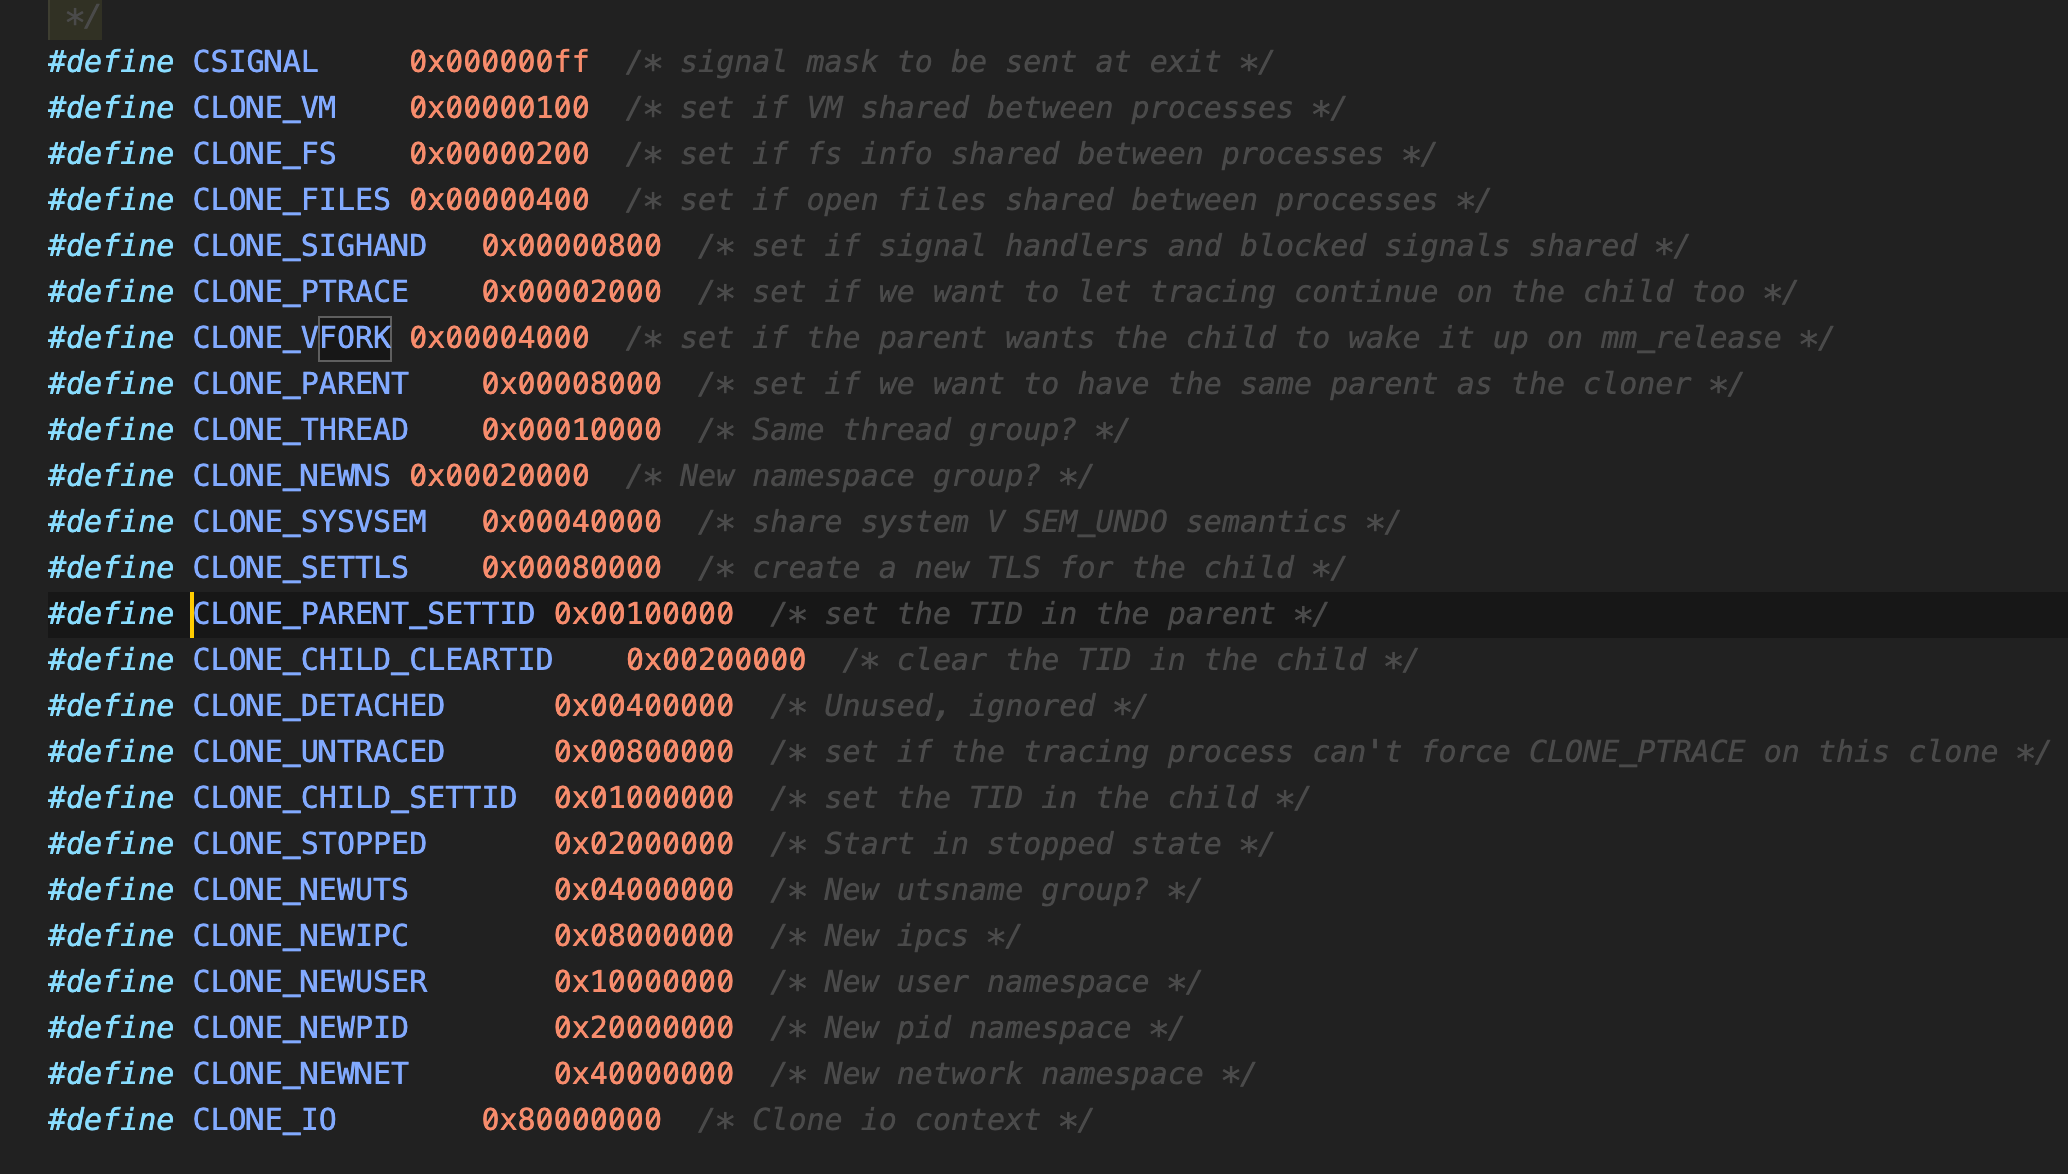 */
#define CSIGNAL 0x000000ff /* signal mask to be sent at exit */
#define CLONE_VM 0x00000100 /* set if VM shared between processes */
#define CLONE_FS 0x00000200 /* set if fs info shared between processes */
#define CLONE_FILES 0x00000400 /* set if open files shared between processes */
#define CLONE_SIGHAND 0x00000800 /* set if signal handlers and blocked signals shared */
#define CLONE_PTRACE 0x00002000 /* set if we want to let tracing continue on the child too */
#define CLONE_VFORK 0x00004000 /* set if the parent wants the child to wake it up on mm_release */
#define CLONE_PARENT 0x00008000 /* set if we want to have the same parent as the cloner */
#define CLONE_THREAD 0x00010000 /* Same thread group? */
#define CLONE_NEWNS 0x00020000 /* New namespace group? */
#define CLONE_SYSVSEM 0x00040000 /* share system V SEM_UNDO semantics */
#define CLONE_SETTLS 0x00080000 /* create a new TLS for the child */
#define CLONE_PARENT_SETTID 0x00100000 /* set the TID in the parent */
#define CLONE_CHILD_CLEARTID 0x00200000 /* clear the TID in the child */
#define CLONE_DETACHED 0x00400000 /* Unused, ignored */
#define CLONE_UNTRACED 0x00800000 /* set if the tracing process can't force CLONE_PTRACE on this clone */
#define CLONE_CHILD_SETTID 0x01000000 /* set the TID in the child */
#define CLONE_STOPPED 0x02000000 /* Start in stopped state */
#define CLONE_NEWUTS 0x04000000 /* New utsname group? */
#define CLONE_NEWIPC 0x08000000 /* New ipcs */
#define CLONE_NEWUSER 0x10000000 /* New user namespace */
#define CLONE_NEWPID 0x20000000 /* New pid namespace */
#define CLONE_NEWNET 0x40000000 /* New network namespace */
#define CLONE_IO 0x80000000 /* Clone io context */